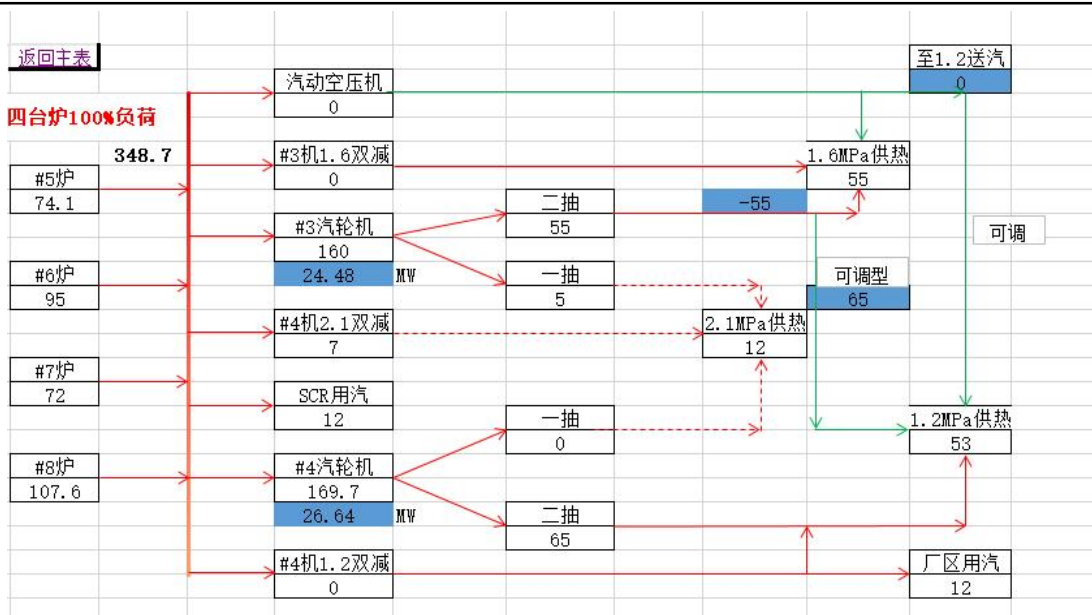 返回主表
至1.2送汽
0
汽动空压机
0
四台炉100%负荷
348.7
#3机1.6双减
0
1.6MPa供热
55
#5炉
74.1
二抽
55
-55
#3汽轮机
160
24.48 MW
可调
#6炉
95
一抽
5
可调型
65
#4机2.1双减
7
2.1MPa供热
12
#7炉
72
SCR用汽
12
一抽
0
1.2MPa供热
53
#8炉
107.6
#4汽轮机
169.7
26.64 MW
二抽
65
#4机1.2双减
0
厂区用汽
12